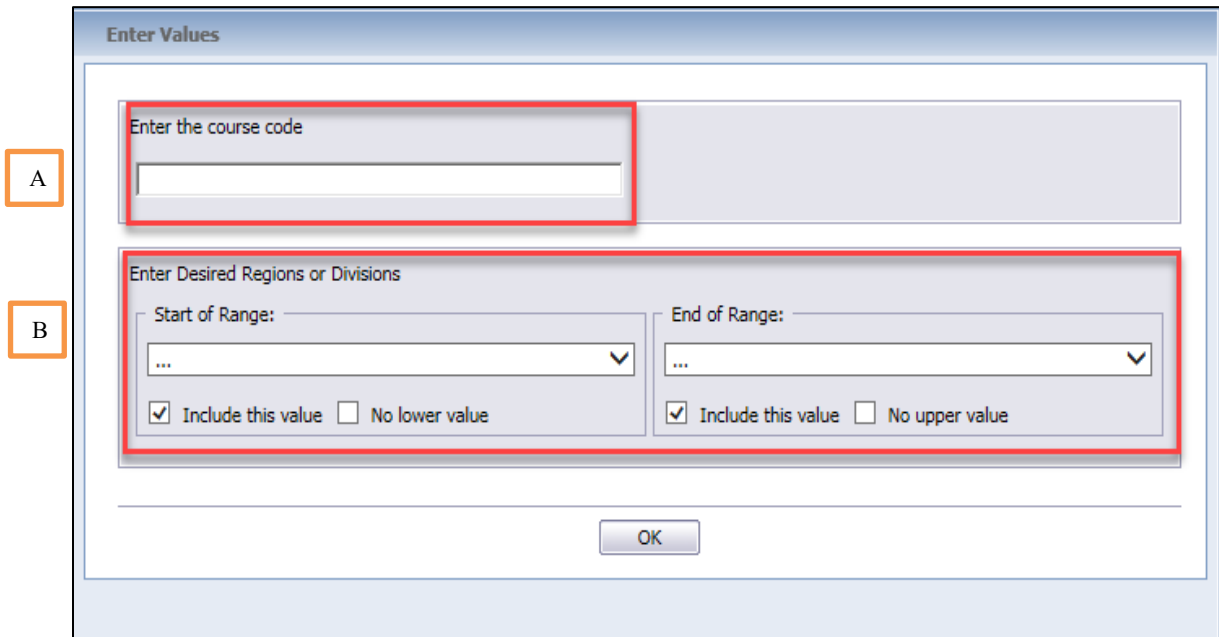 Enter Values
A
Enter the course code
B
Enter Desired Regions or Divisions
Start of Range:
End of Range:
...
...
Include this value No lower value
Include this value No upper value
OK